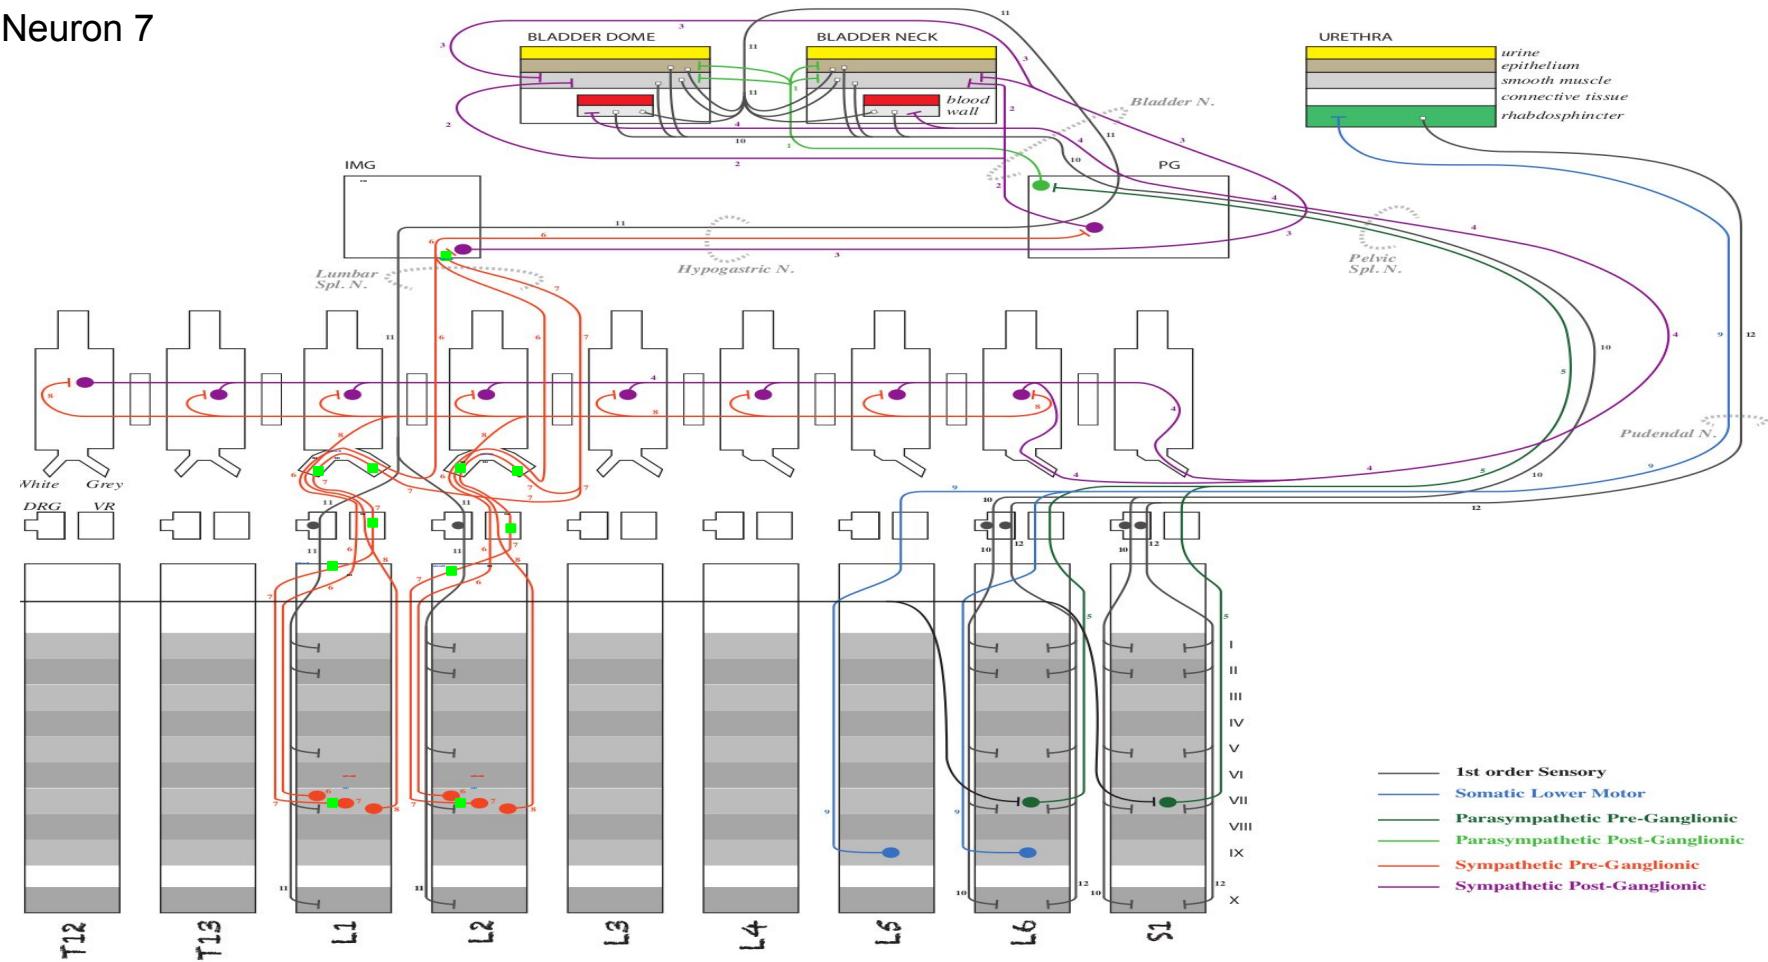 Neuron 7
BLADDER DOME
BLADDER NECK
URETHRA
urine
epithelium
smooth muscle
connective tissue
rhabdosphincter
blood
wall
Bladder N.
IMG
PG
Lumbar
Spl. N.
Hypogastric N.
Pelvic
Spl. N.
Pudendal N.
White Grey
DRG VR
I
II
III
IV
V
VI
VII
VIII
IX
X
1st order Sensory
Somatic Lower Motor
Parasympathetic Pre-Ganglionic
Parasympathetic Post-Ganglionic
Sympathetic Pre-Ganglionic
Sympathetic Post-Ganglionic
T12 T13 L1 L2 L3 L4 L5 L6 S1